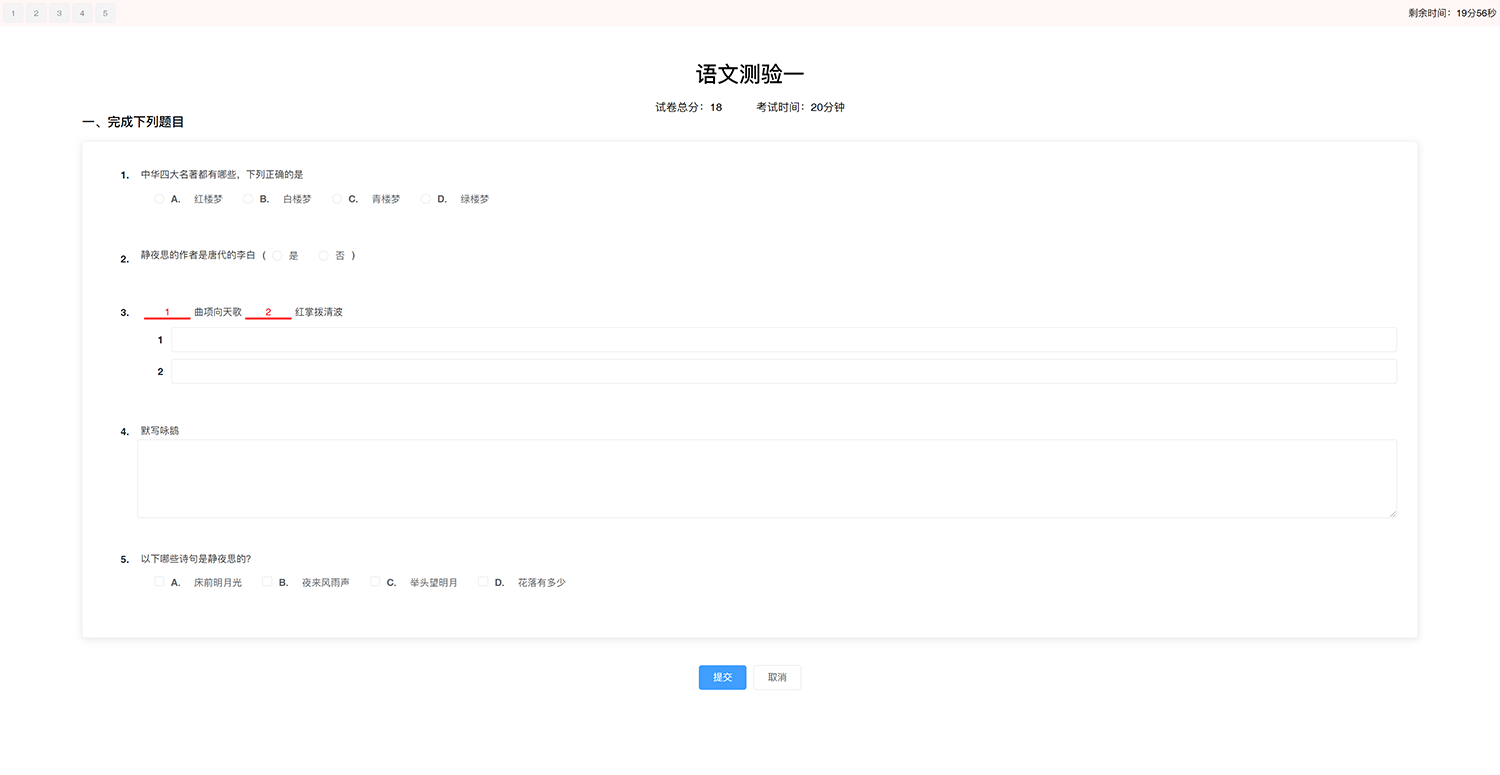 1 2 3 4 5 剩余时间：19分56秒
语文测验一
试卷总分：18 考试时间：20分钟
一、完成下列题目
1. 中华四大名著都有哪些，下列正确的是
A. 红楼梦 B. 白楼梦 C. 青楼梦 D. 绿楼梦
2. 静夜思的作者是唐代的李白 ( 是 否 )
3. 1 曲项向天歌 2 红掌拨清波
1
2
4. 默写咏鹅
5. 以下哪些诗句是静夜思的?
A. 床前明月光 B. 夜来风雨声 C. 举头望明月 D. 花落有多少
提交 取消